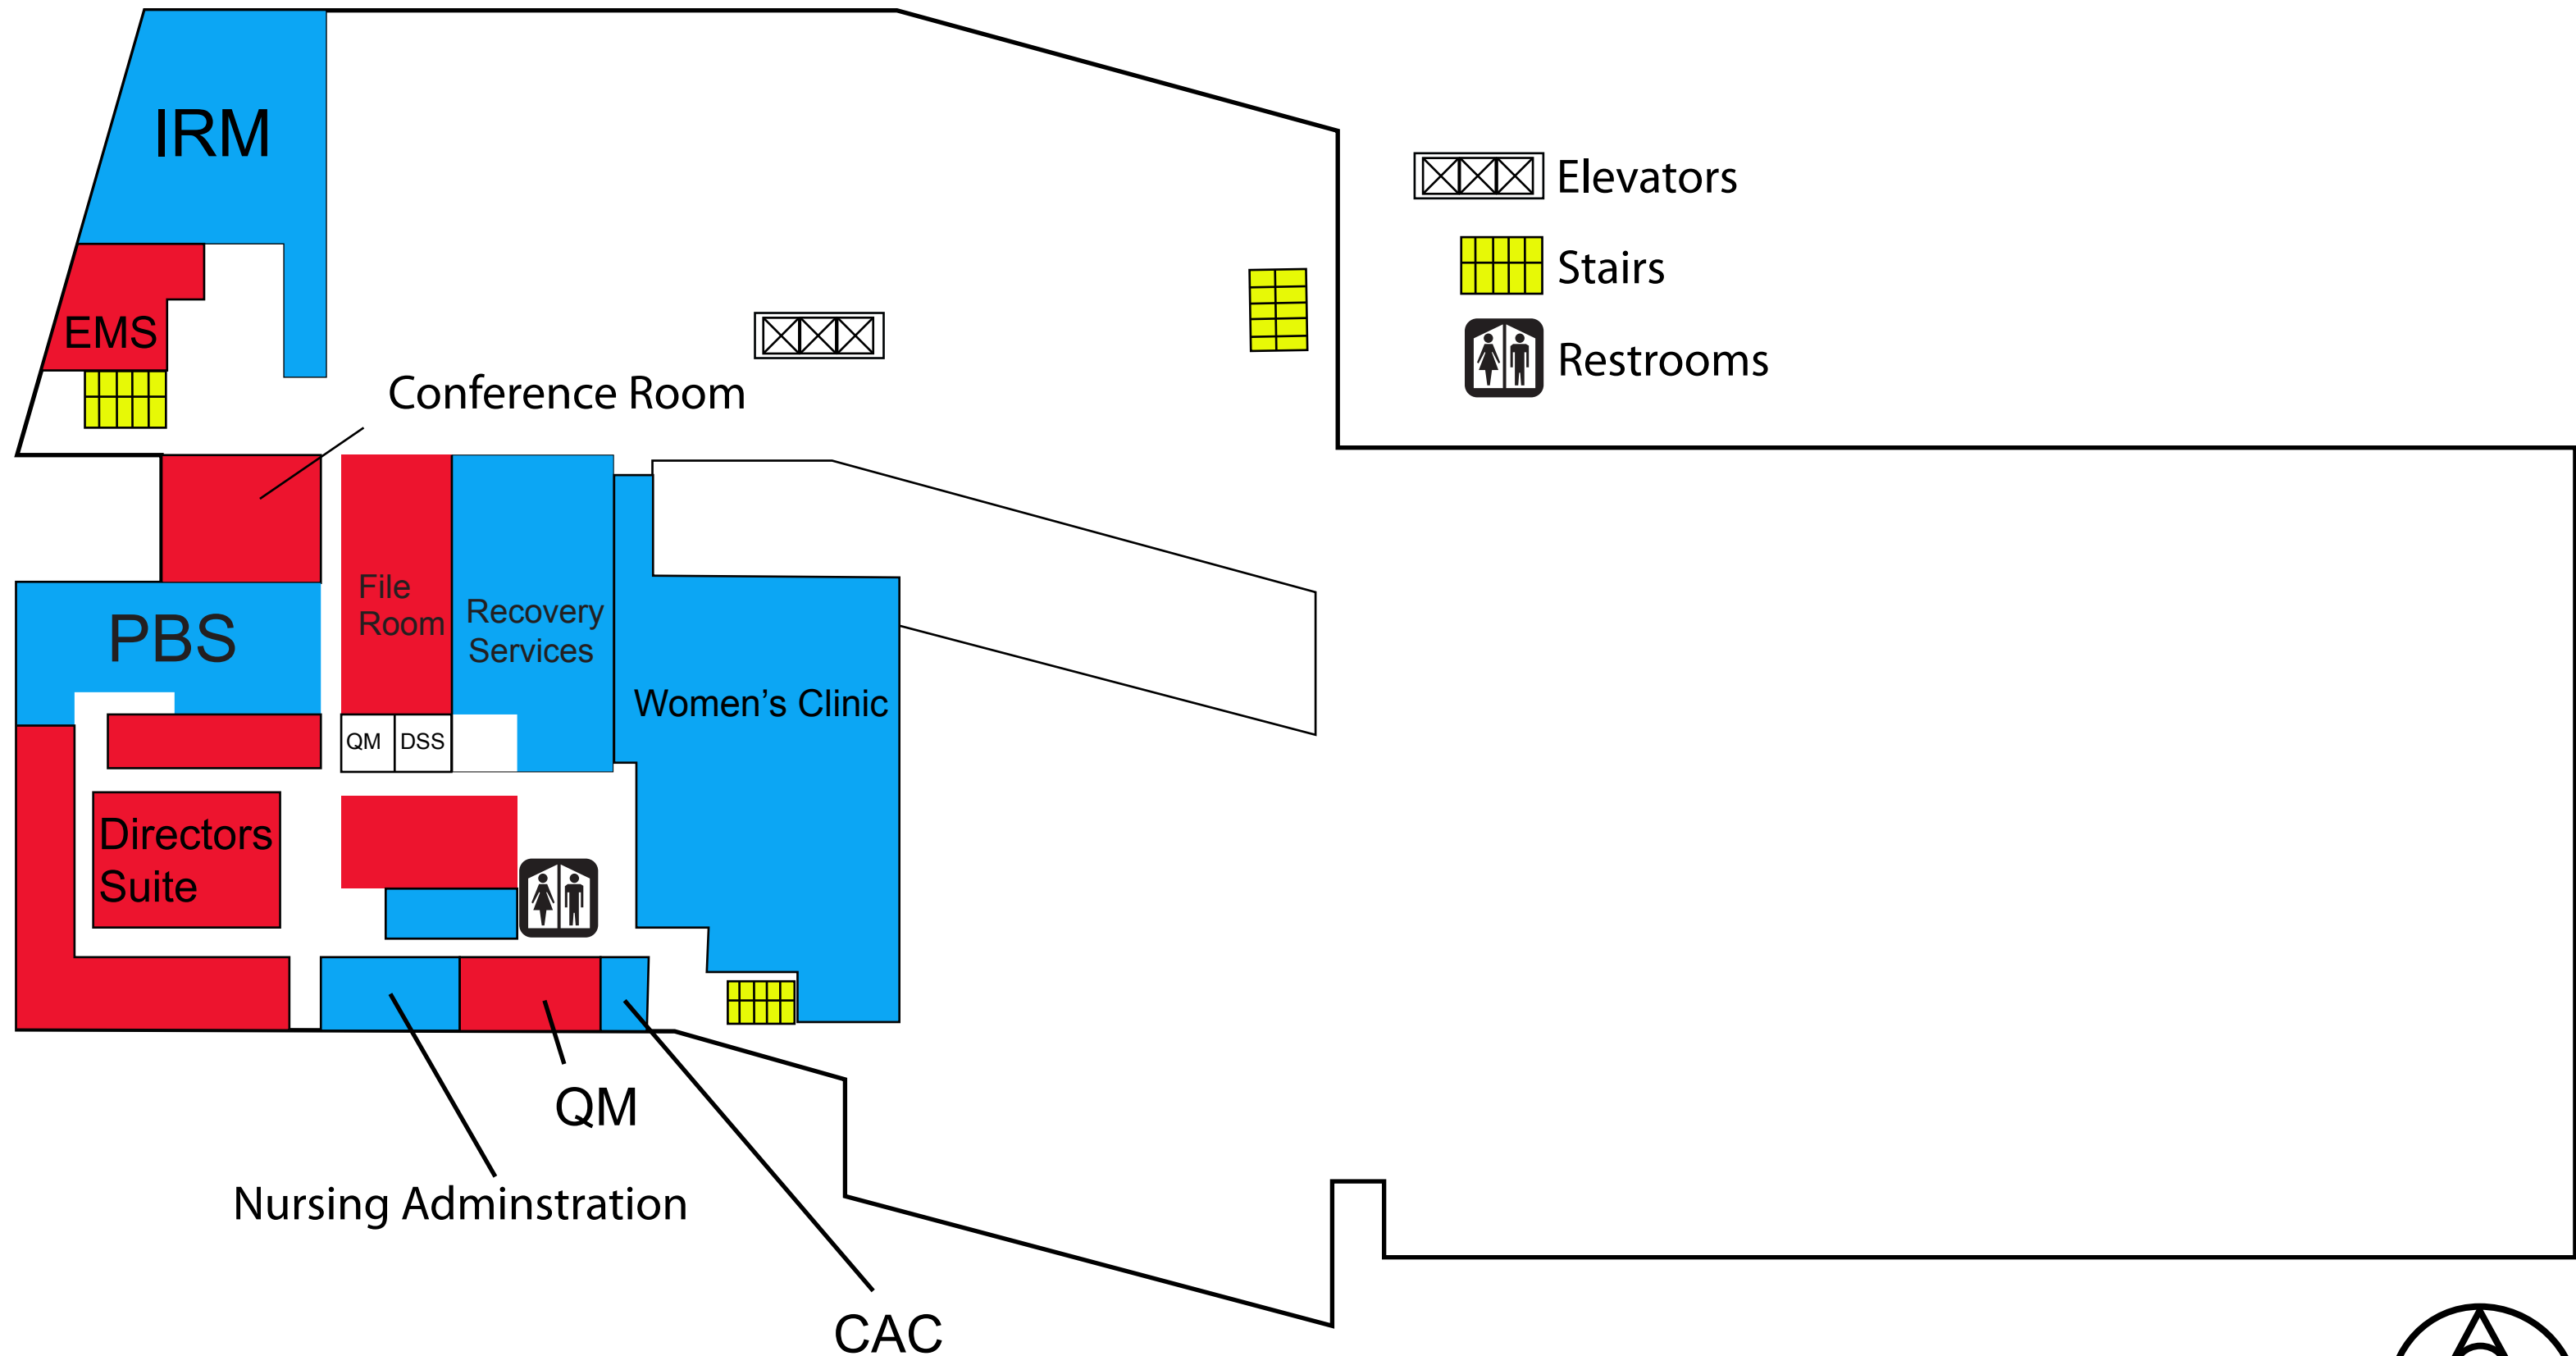 IRM
Elevators
Stairs
EMS
Restrooms
Conference Room
File
Room
Recovery
Services
PBS
Women's Clinic
QM
DSS
Directors
Suite
QM
Nursing Adminstration
CAC